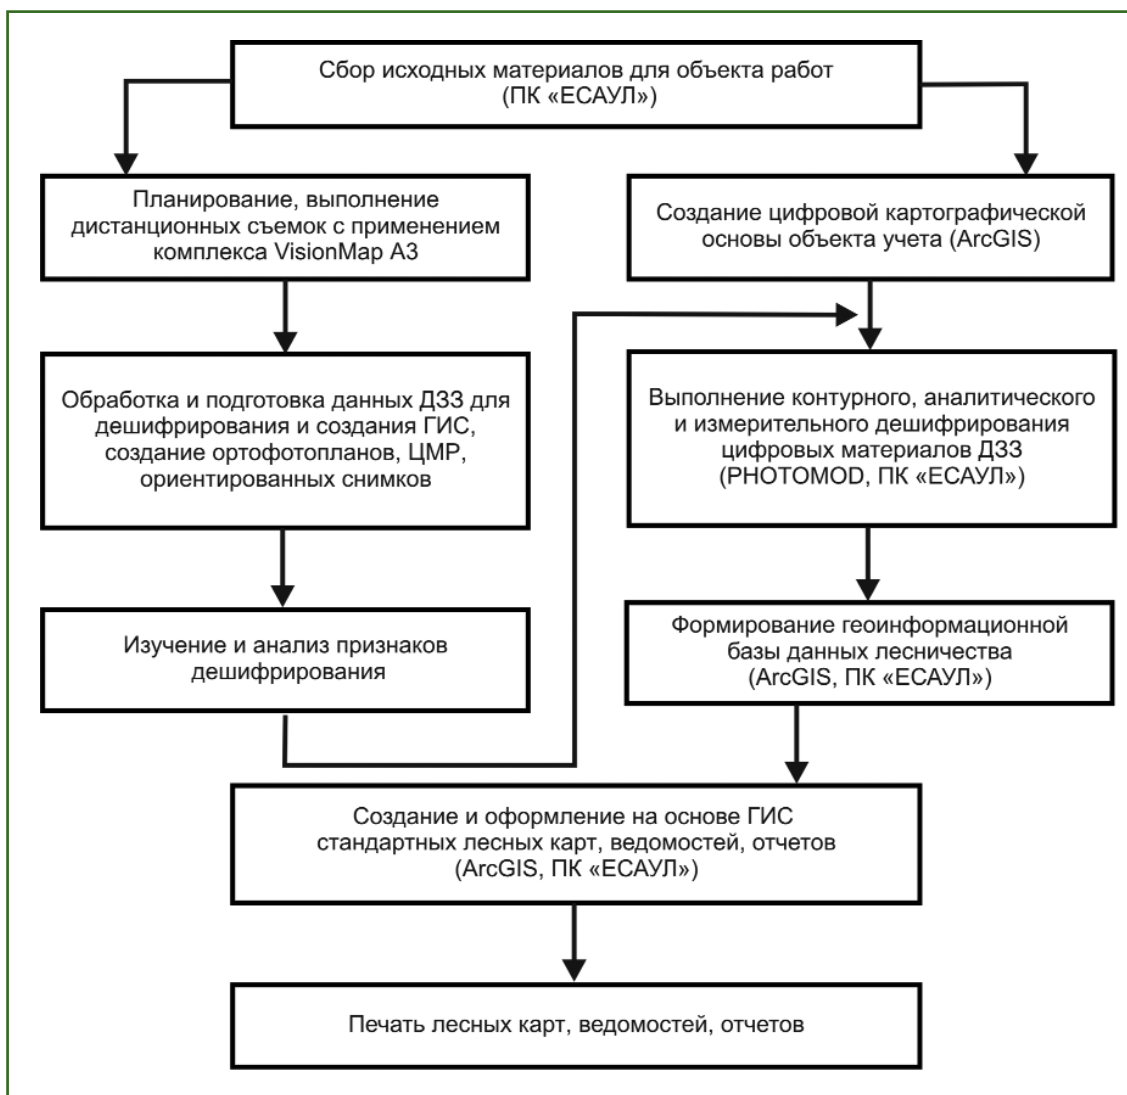 Сбор исходных материалов для объекта работ
(ПК «ЕСАУЛ»)
Планирование, выполнение
дистанционных съемок с применением
комплекса VisionMap А3
Создание цифровой картографической
основы объекта учета (ArcGIS)
Обработка и подготовка данных ДЗЗ для
дешифрирования и создания ГИС,
создание ортофотопланов, ЦМР,
ориентированных снимков
Выполнение контурного, аналитического
и измерительного дешифрирования
цифровых материалов ДЗЗ
(PHOTOMOD, ПК «ЕСАУЛ»)
Изучение и анализ признаков
дешифрирования
Формирование геоинформационной
базы данных лесничества
(ArcGIS, ПК «ЕСАУЛ»)
Создание и оформление на основе ГИС
стандартных лесных карт, ведомостей, отчетов
(ArcGIS, ПК «ЕСАУЛ»)
Печать лесных карт, ведомостей, отчетов